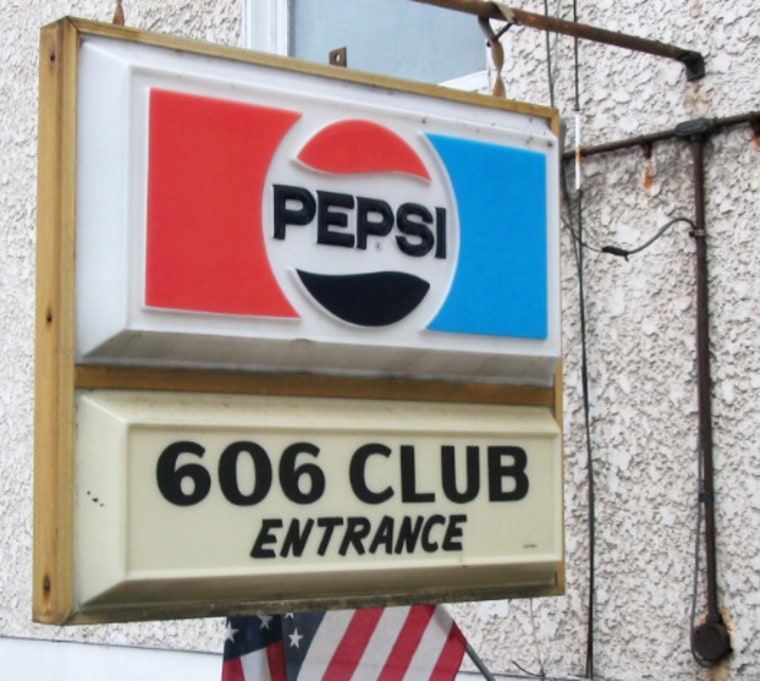 PEPSI
®
606 CLUB
ENTRANCE